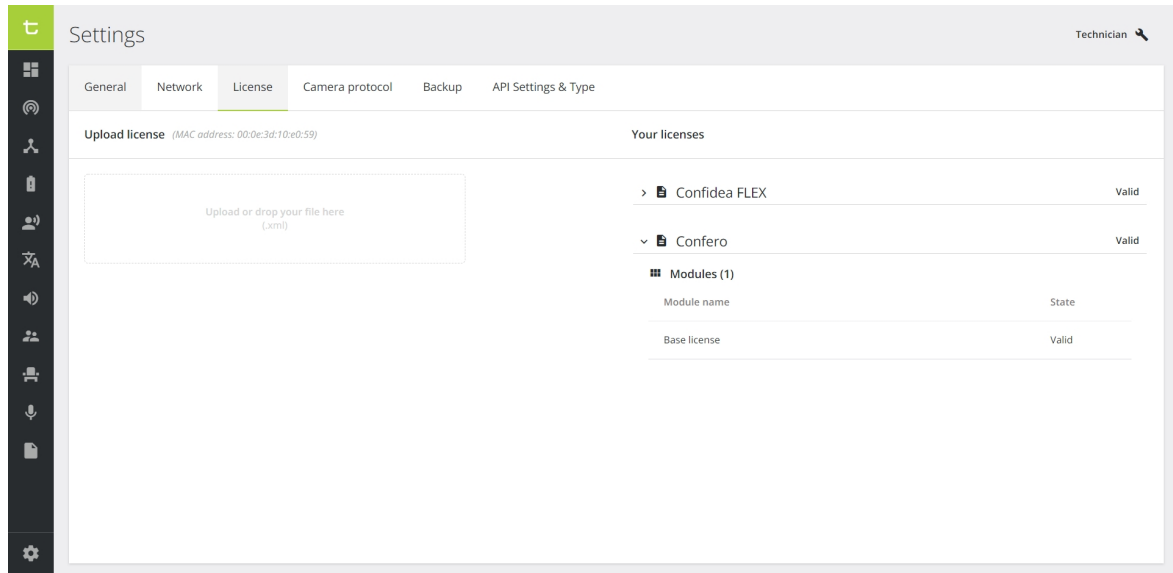 Settings
Technician
General Network License Camera protocol Backup API Settings & Type
Upload license (MAC address: 00:0e:3d:10:e0:59)
Upload or drop your file here
(.xml)
Your licenses
Confidea FLEX Valid
Confero Valid
Modules (1)
Module name State
Base license Valid